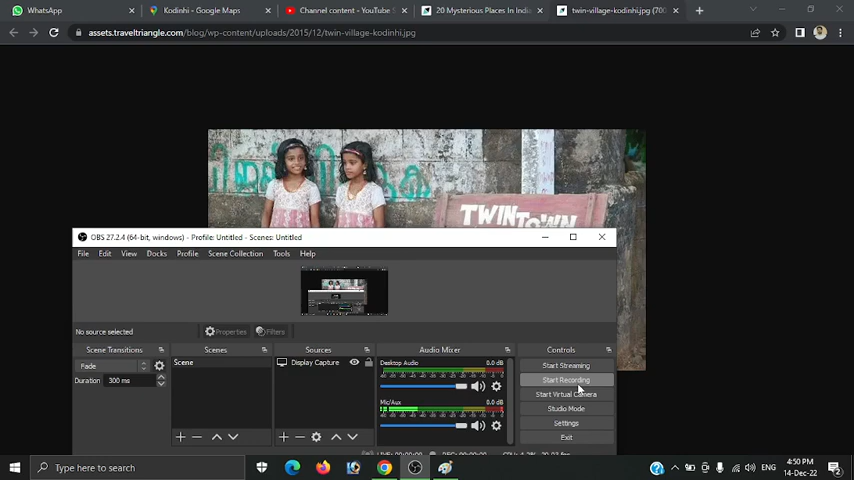 WhatsApp
Kodinhi - Google Maps
Channel content - YouTube S
20 Mysterious Places In India
twin-village-kodinhi.jpg (700
assets.traveltriangle.com/blog/wp-content/uploads/2015/12/twin-village-kodinhi.jpg
TWINTOWN
OBS 27.2.4 (64-bit, windows) - Profile: Untitled - Scenes: Untitled
File Edit View Docks Profile Scene Collection Tools Help
No source selected
Properties
Filters
Scene Transitions
Scenes
Sources
Audio Mixer
Controls
Fade
Duration 300 ms
Scene
Display Capture
Desktop Audio 0.0 dB
Mic/Aux 0.0 dB
Start Streaming
Start Recording
Start Virtual Camera
Studio Mode
Settings
Exit
Type here to search
ENG
4:50 PM
14-Dec-22
2